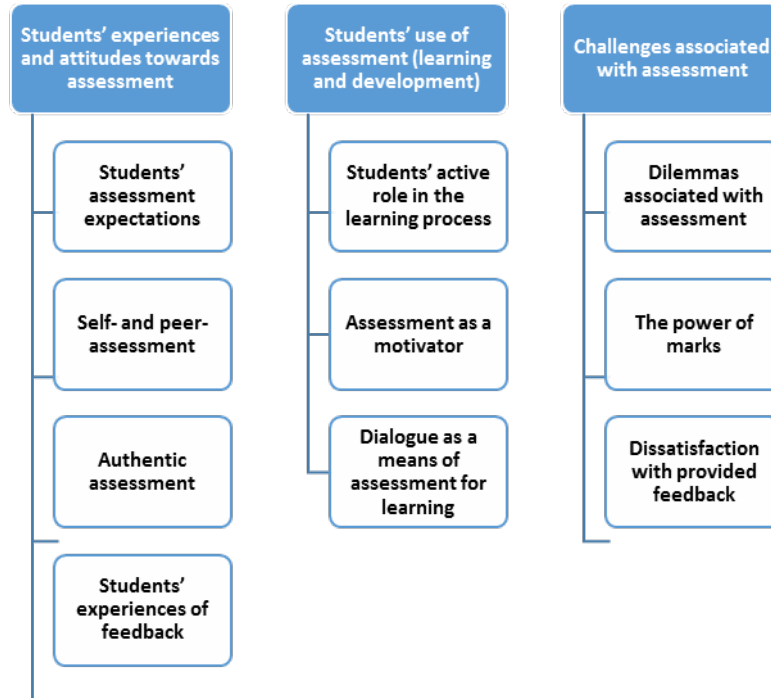 Students’ experiences
and attitudes towards
assessment
Students’
assessment
expectations
Self- and peer-
assessment
Authentic
assessment
Students’
experiences of
feedback
Students’ use of
assessment (learning
and development)
Students’ active
role in the
learning process
Assessment as a
motivator
Dialogue as a
means of
assessment for
learning
Challenges associated
with assessment
Dilemmas
associated with
assessment
The power of
marks
Dissatisfaction
with provided
feedback